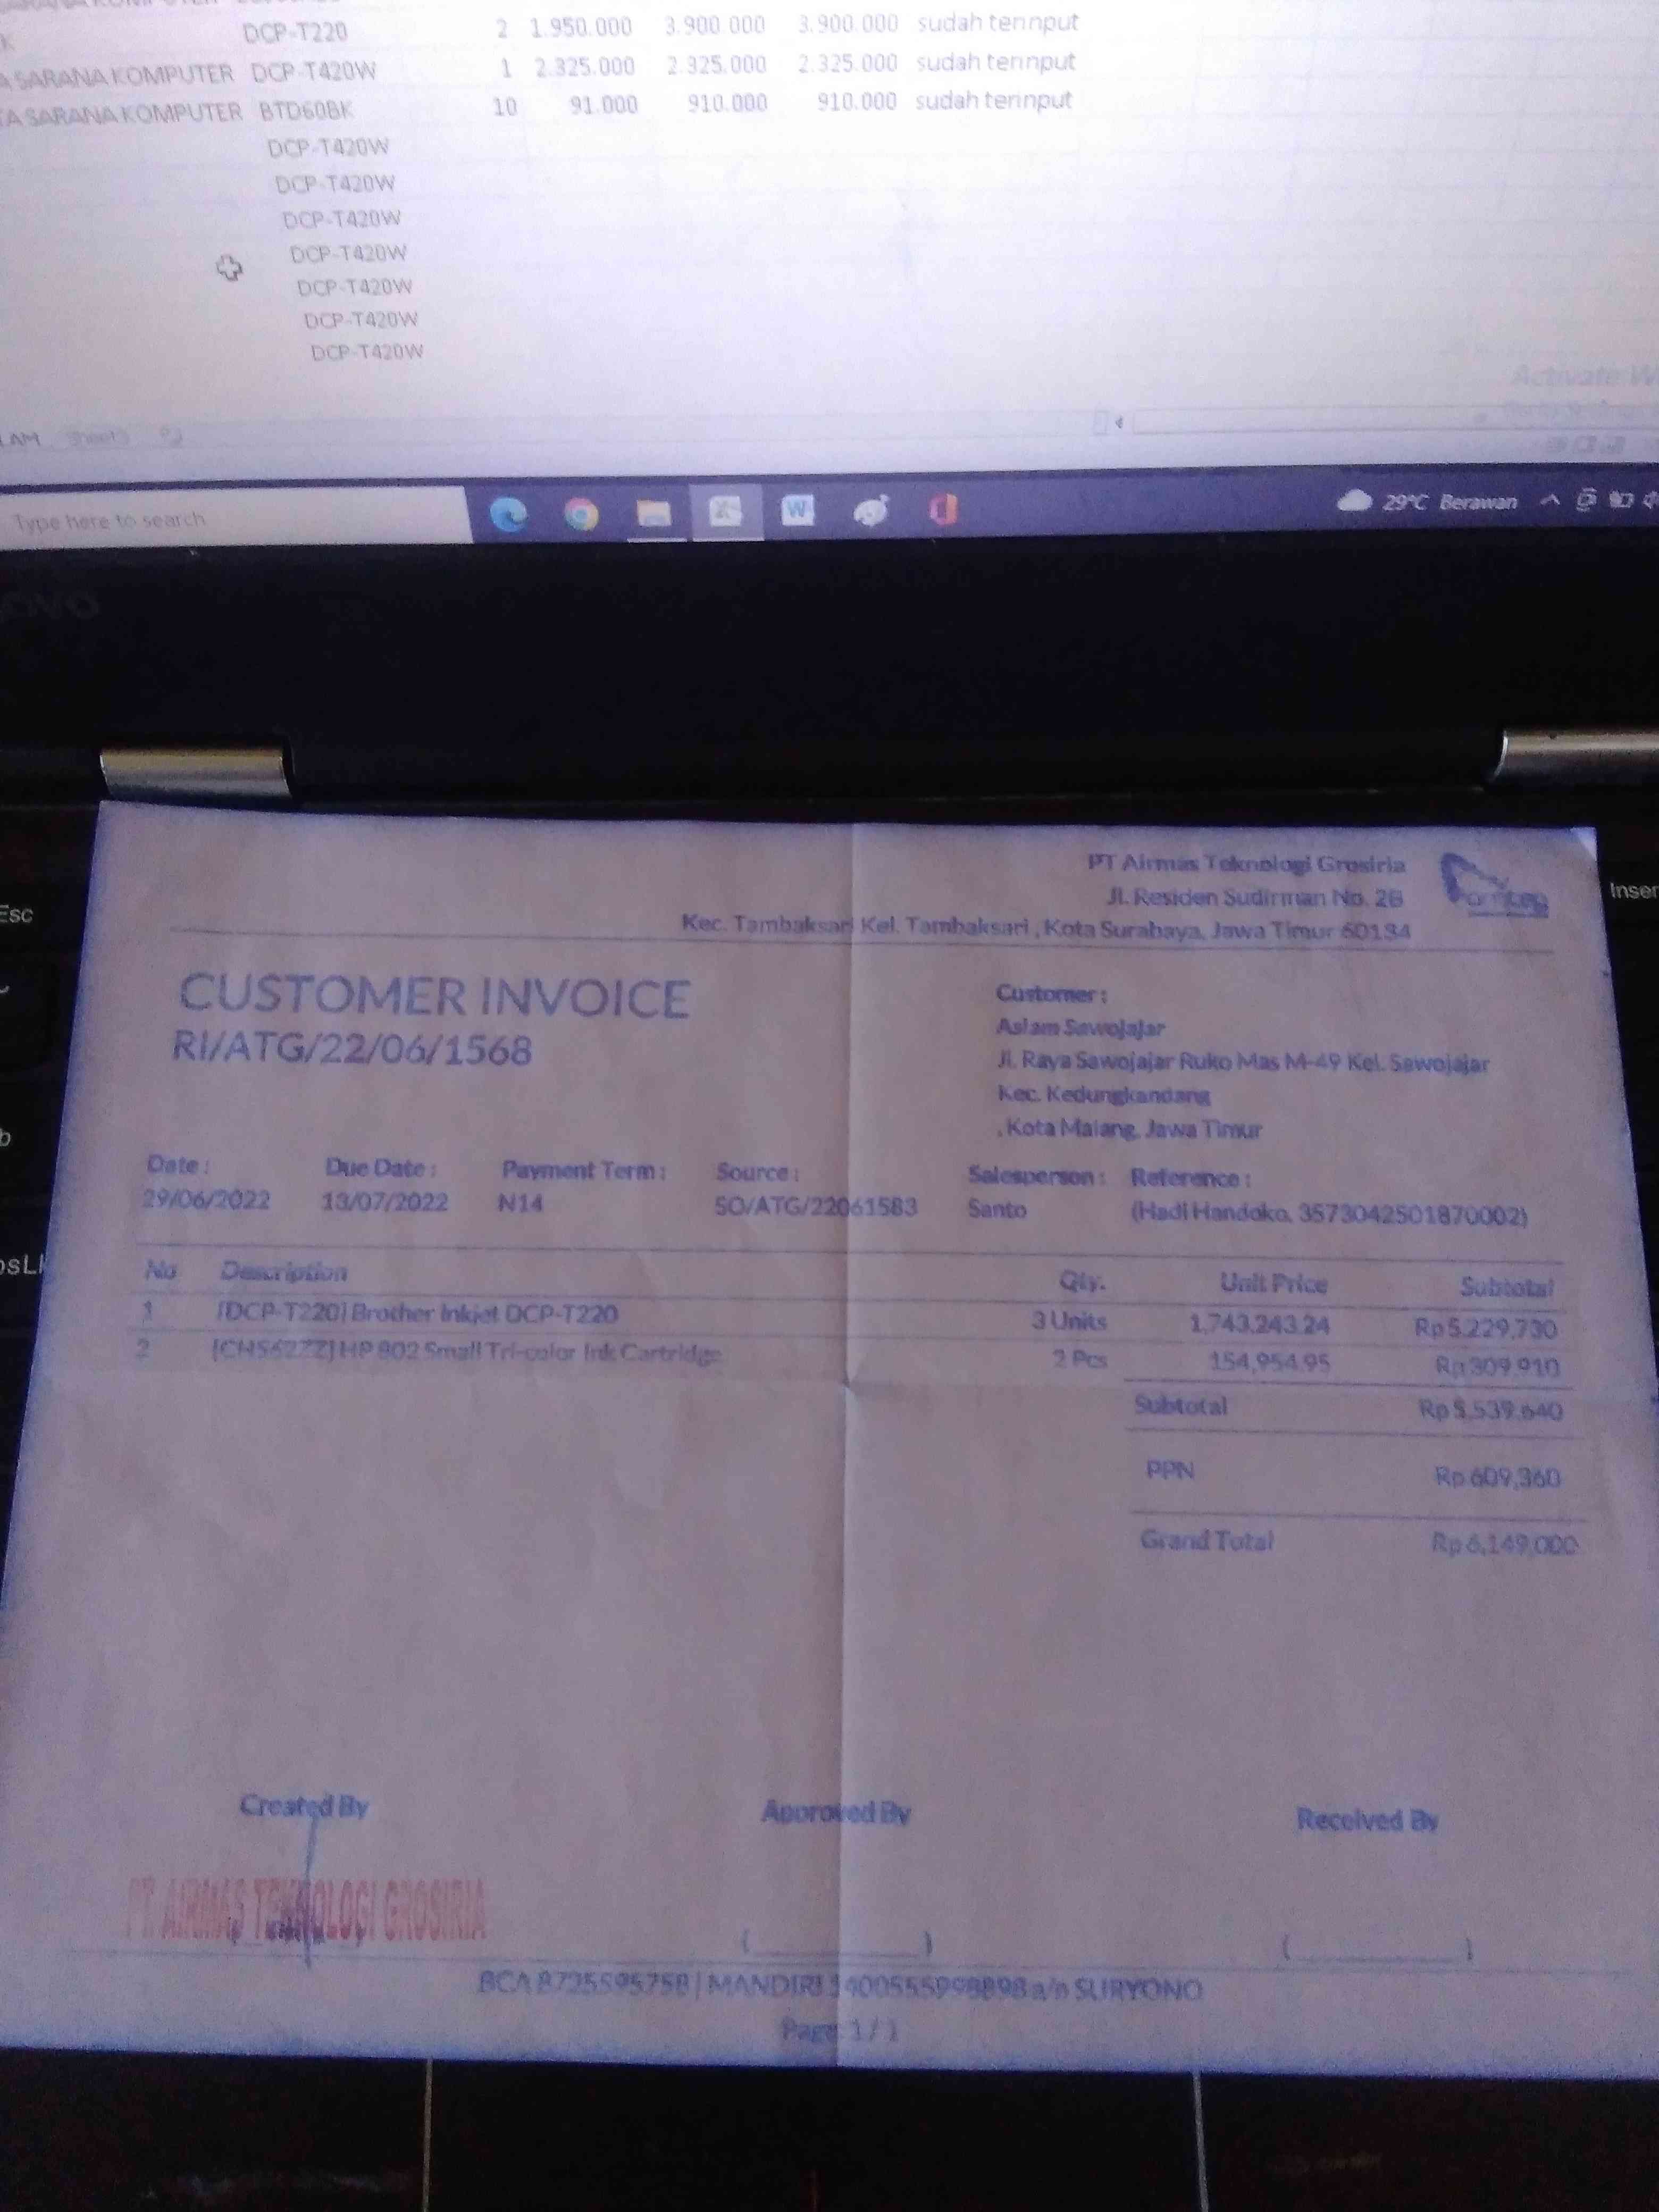 DCP-T220 2 1.950.000 3.900.000 3.900.000 sudah terinput
A SARANA KOMPUTER DCP-T420W 1 2.325.000 2.325.000 2.325.000 sudah terinput
TA SARANA KOMPUTER BTD60BK 10 91.000 910.000 910.000 sudah terinput
DCP-T420W
DCP-T420W
DCP-T420W
DCP-T420W
DCP-T420W
DCP-T420W
DCP-T420W
Activate W
LAM Sheet3
Type here to search
29°C Berawan
Esc
Inser
PT Airmas Teknologi Grosiria
Jl. Residen Sudirman No. 2B
Kec. Tambaksari Kel. Tambaksari , Kota Surabaya, Jawa Timur 60134
CUSTOMER INVOICE
RI/ATG/22/06/1568
Customer :
Aslam Sawojajar
Jl. Raya Sawojajar Ruko Mas M-49 Kel. Sawojajar
Kec. Kedungkandang
, Kota Malang, Jawa Timur
Date : Due Date : Payment Term : Source : Salesperson : Reference :
29/06/2022 13/07/2022 N14 SO/ATG/22061583 Santo (Hadi Handoko, 3573042501870002)
No Description Qty. Unit Price Subtotal
1 [DCP-T220] Brother Inkjet DCP-T220 3 Units 1,743,243.24 Rp 5,229,730
2 [CH562ZZ] HP 802 Small Tri-color Ink Cartridge 2 Pcs 154,954.95 Rp 309,910
Subtotal Rp 5,539,640
PPN Rp 609,360
Grand Total Rp 6,149,000
Created By Approved By Received By
PT AIRMAS TEKNOLOGI GROSIRIA
BCA 8725595758 | MANDIRI 1400555998898 a/n SURYONO
Page 1 / 1